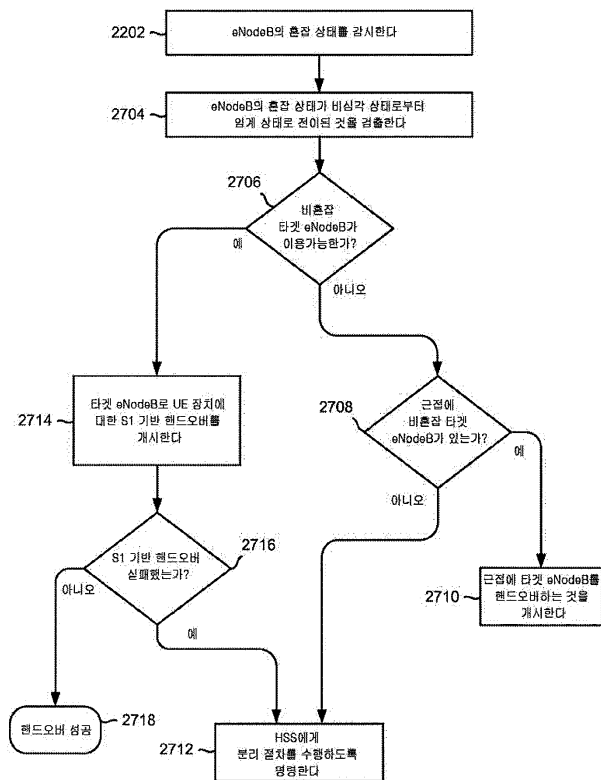 2202
eNodeB의 혼잡 상태를 감시한다
2704
eNodeB의 혼잡 상태가 비심각 상태로부터
임계 상태로 전이된 것을 검출한다
2706
비혼잡
타겟 eNodeB가
이용가능한가?
예
아니오
2714
타겟 eNodeB로 UE 장치에
대한 S1 기반 핸드오버를
개시한다
2708
근접에
비혼잡 타겟
eNodeB가 있는가?
예
아니오
S1 기반 핸드오버
실패했는가?
2716
아니오
예
2710
근접에 타겟 eNodeB를
핸드오버하는 것을
개시한다
핸드오버 성공
2718
2712
HSS에게
분리 절차를 수행하도록
명령한다